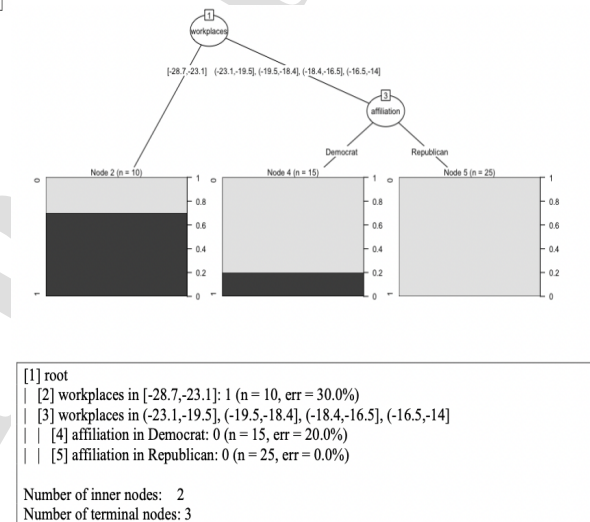 1
workplaces
[-28.7,-23.1] (-23.1,-19.5], (-19.5,-18.4], (-18.4,-16.5], (-16.5,-14]
3
affiliation
Democrat Republican
Node 2 (n = 10) Node 4 (n = 15) Node 5 (n = 25)
0 1 0 1 0 1
0.8 0.8 0.8
0.6 0.6 0.6
0.4 0.4 0.4
0.2 0.2 0.2
1 0 1 0 1 0
[1] root
| [2] workplaces in [-28.7,-23.1]: 1 (n = 10, err = 30.0%)
| [3] workplaces in (-23.1,-19.5], (-19.5,-18.4], (-18.4,-16.5], (-16.5,-14]
| | [4] affiliation in Democrat: 0 (n = 15, err = 20.0%)
| | [5] affiliation in Republican: 0 (n = 25, err = 0.0%)
Number of inner nodes: 2
Number of terminal nodes: 3